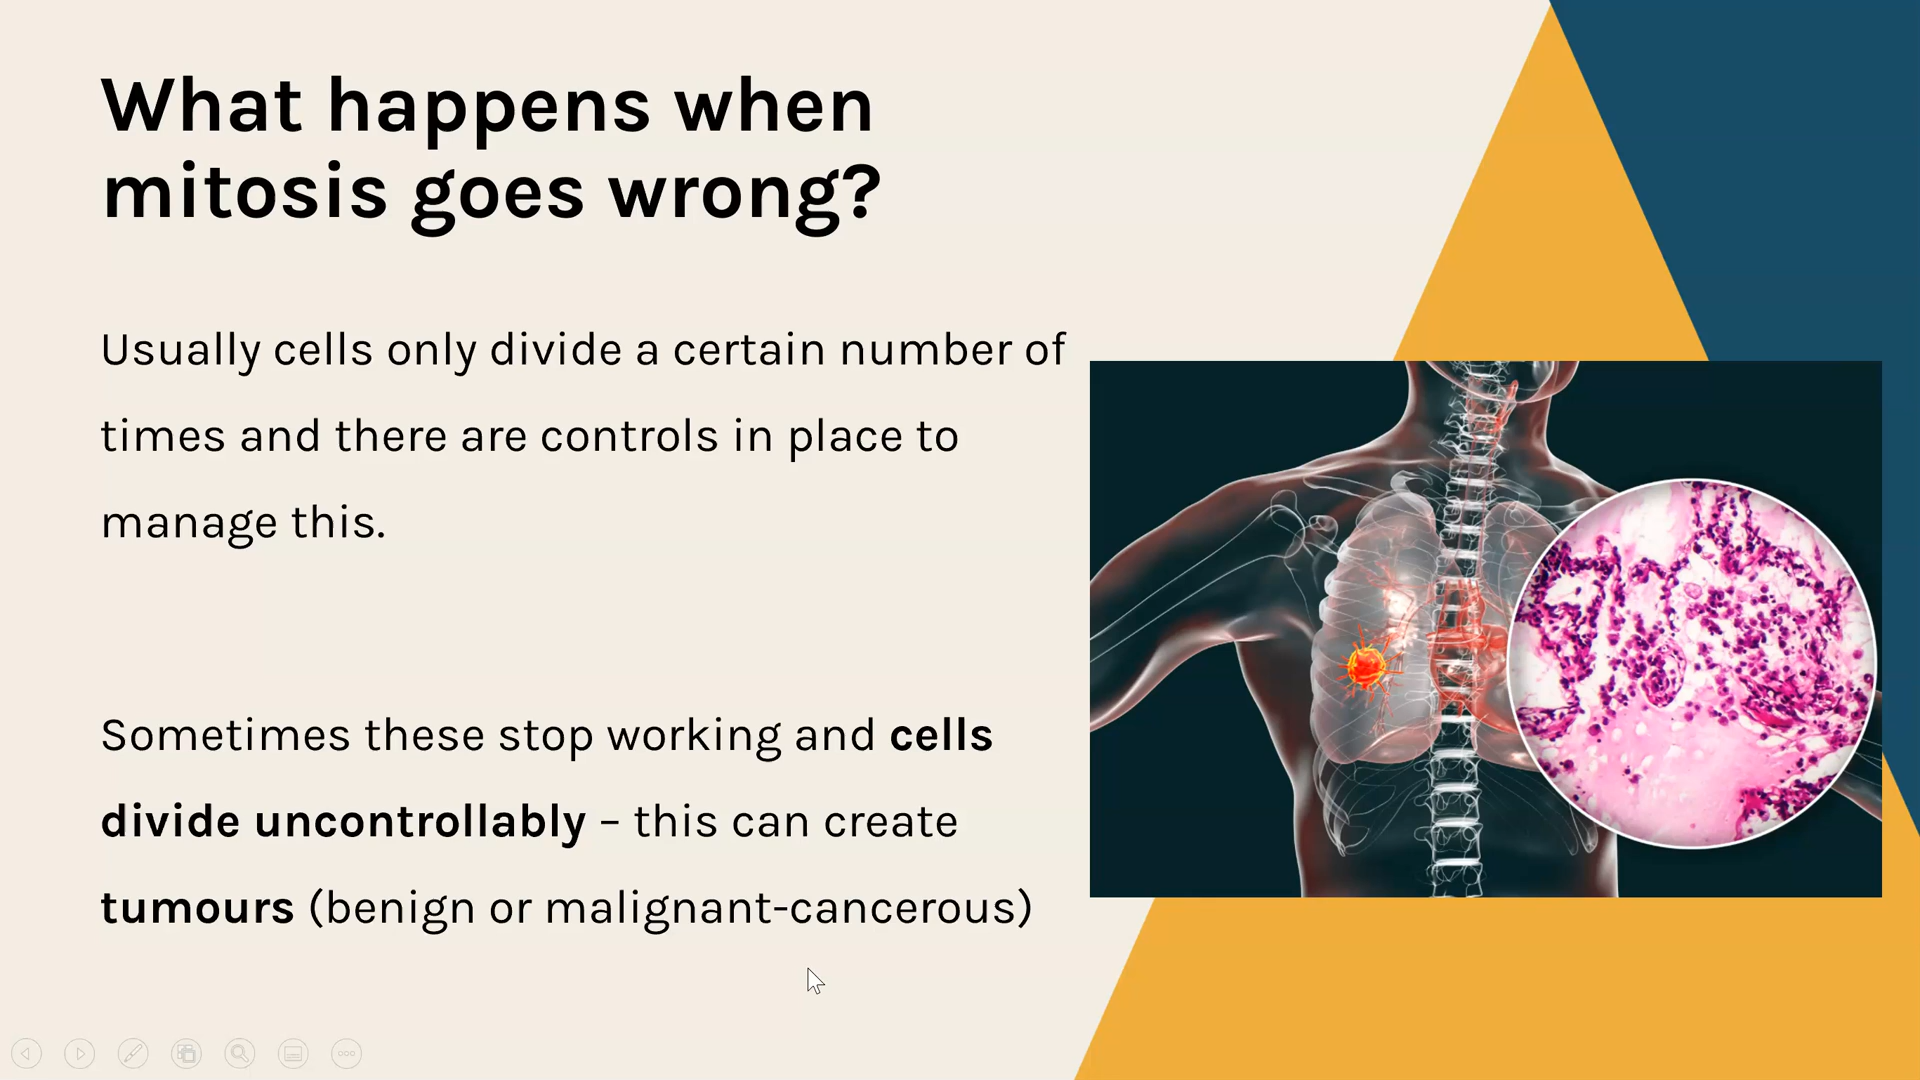 What happens when
mitosis goes wrong?
Usually cells only divide a certain number of
times and there are controls in place to
manage this.
Sometimes these stop working and cells
divide uncontrollably – this can create
tumours (benign or malignant-cancerous)